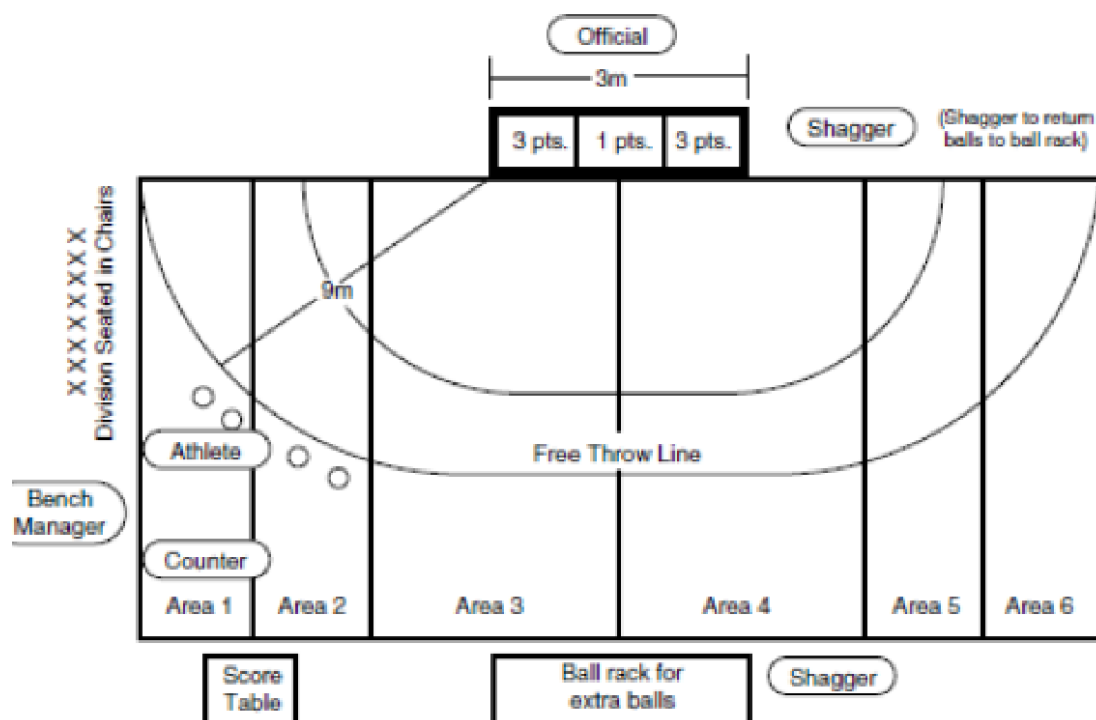 Official
3m
3 pts. 1 pts. 3 pts.
Shagger
(Shagger to return
balls to ball rack)
X X X X X X X X X
Division Seated in Chairs
9m
Athlete
Free Throw Line
Bench
Manager
Counter
Area 1 Area 2 Area 3 Area 4 Area 5 Area 6
Score
Table
Ball rack for
extra balls
Shagger